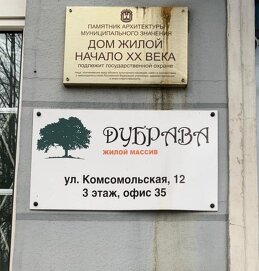 ПАМЯТНИК АРХИТЕКТУРЫ
МУНИЦИПАЛЬНОГО ЗНАЧЕНИЯ
ДОМ ЖИЛОЙ
НАЧАЛО XX ВЕКА
подлежит государственной охране
ДУБРАВА
ЖИЛОЙ МАССИВ
ул. Комсомольская, 12
3 этаж, офис 35